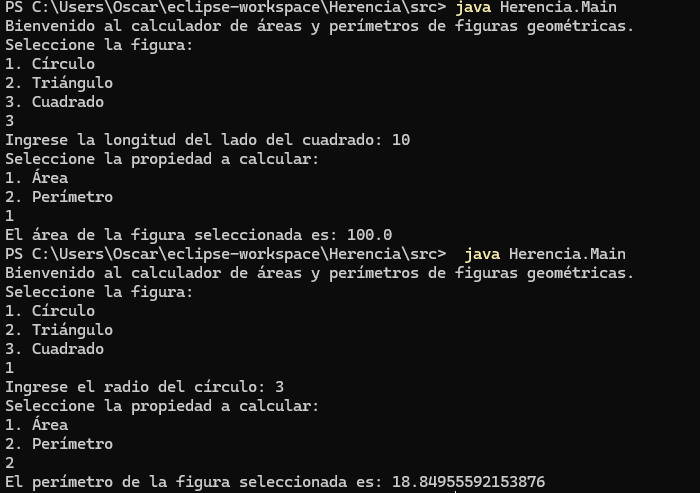 PS C:\Users\Oscar\eclipse-workspace\Herencia\src> java Herencia.Main
Bienvenido al calculador de áreas y perímetros de figuras geométricas.
Seleccione la figura:
1. Círculo
2. Triángulo
3. Cuadrado
3
Ingrese la longitud del lado del cuadrado: 10
Seleccione la propiedad a calcular:
1. Área
2. Perímetro
1
El área de la figura seleccionada es: 100.0
PS C:\Users\Oscar\eclipse-workspace\Herencia\src>  java Herencia.Main
Bienvenido al calculador de áreas y perímetros de figuras geométricas.
Seleccione la figura:
1. Círculo
2. Triángulo
3. Cuadrado
1
Ingrese el radio del círculo: 3
Seleccione la propiedad a calcular:
1. Área
2. Perímetro
2
El perímetro de la figura seleccionada es: 18.84955592153876